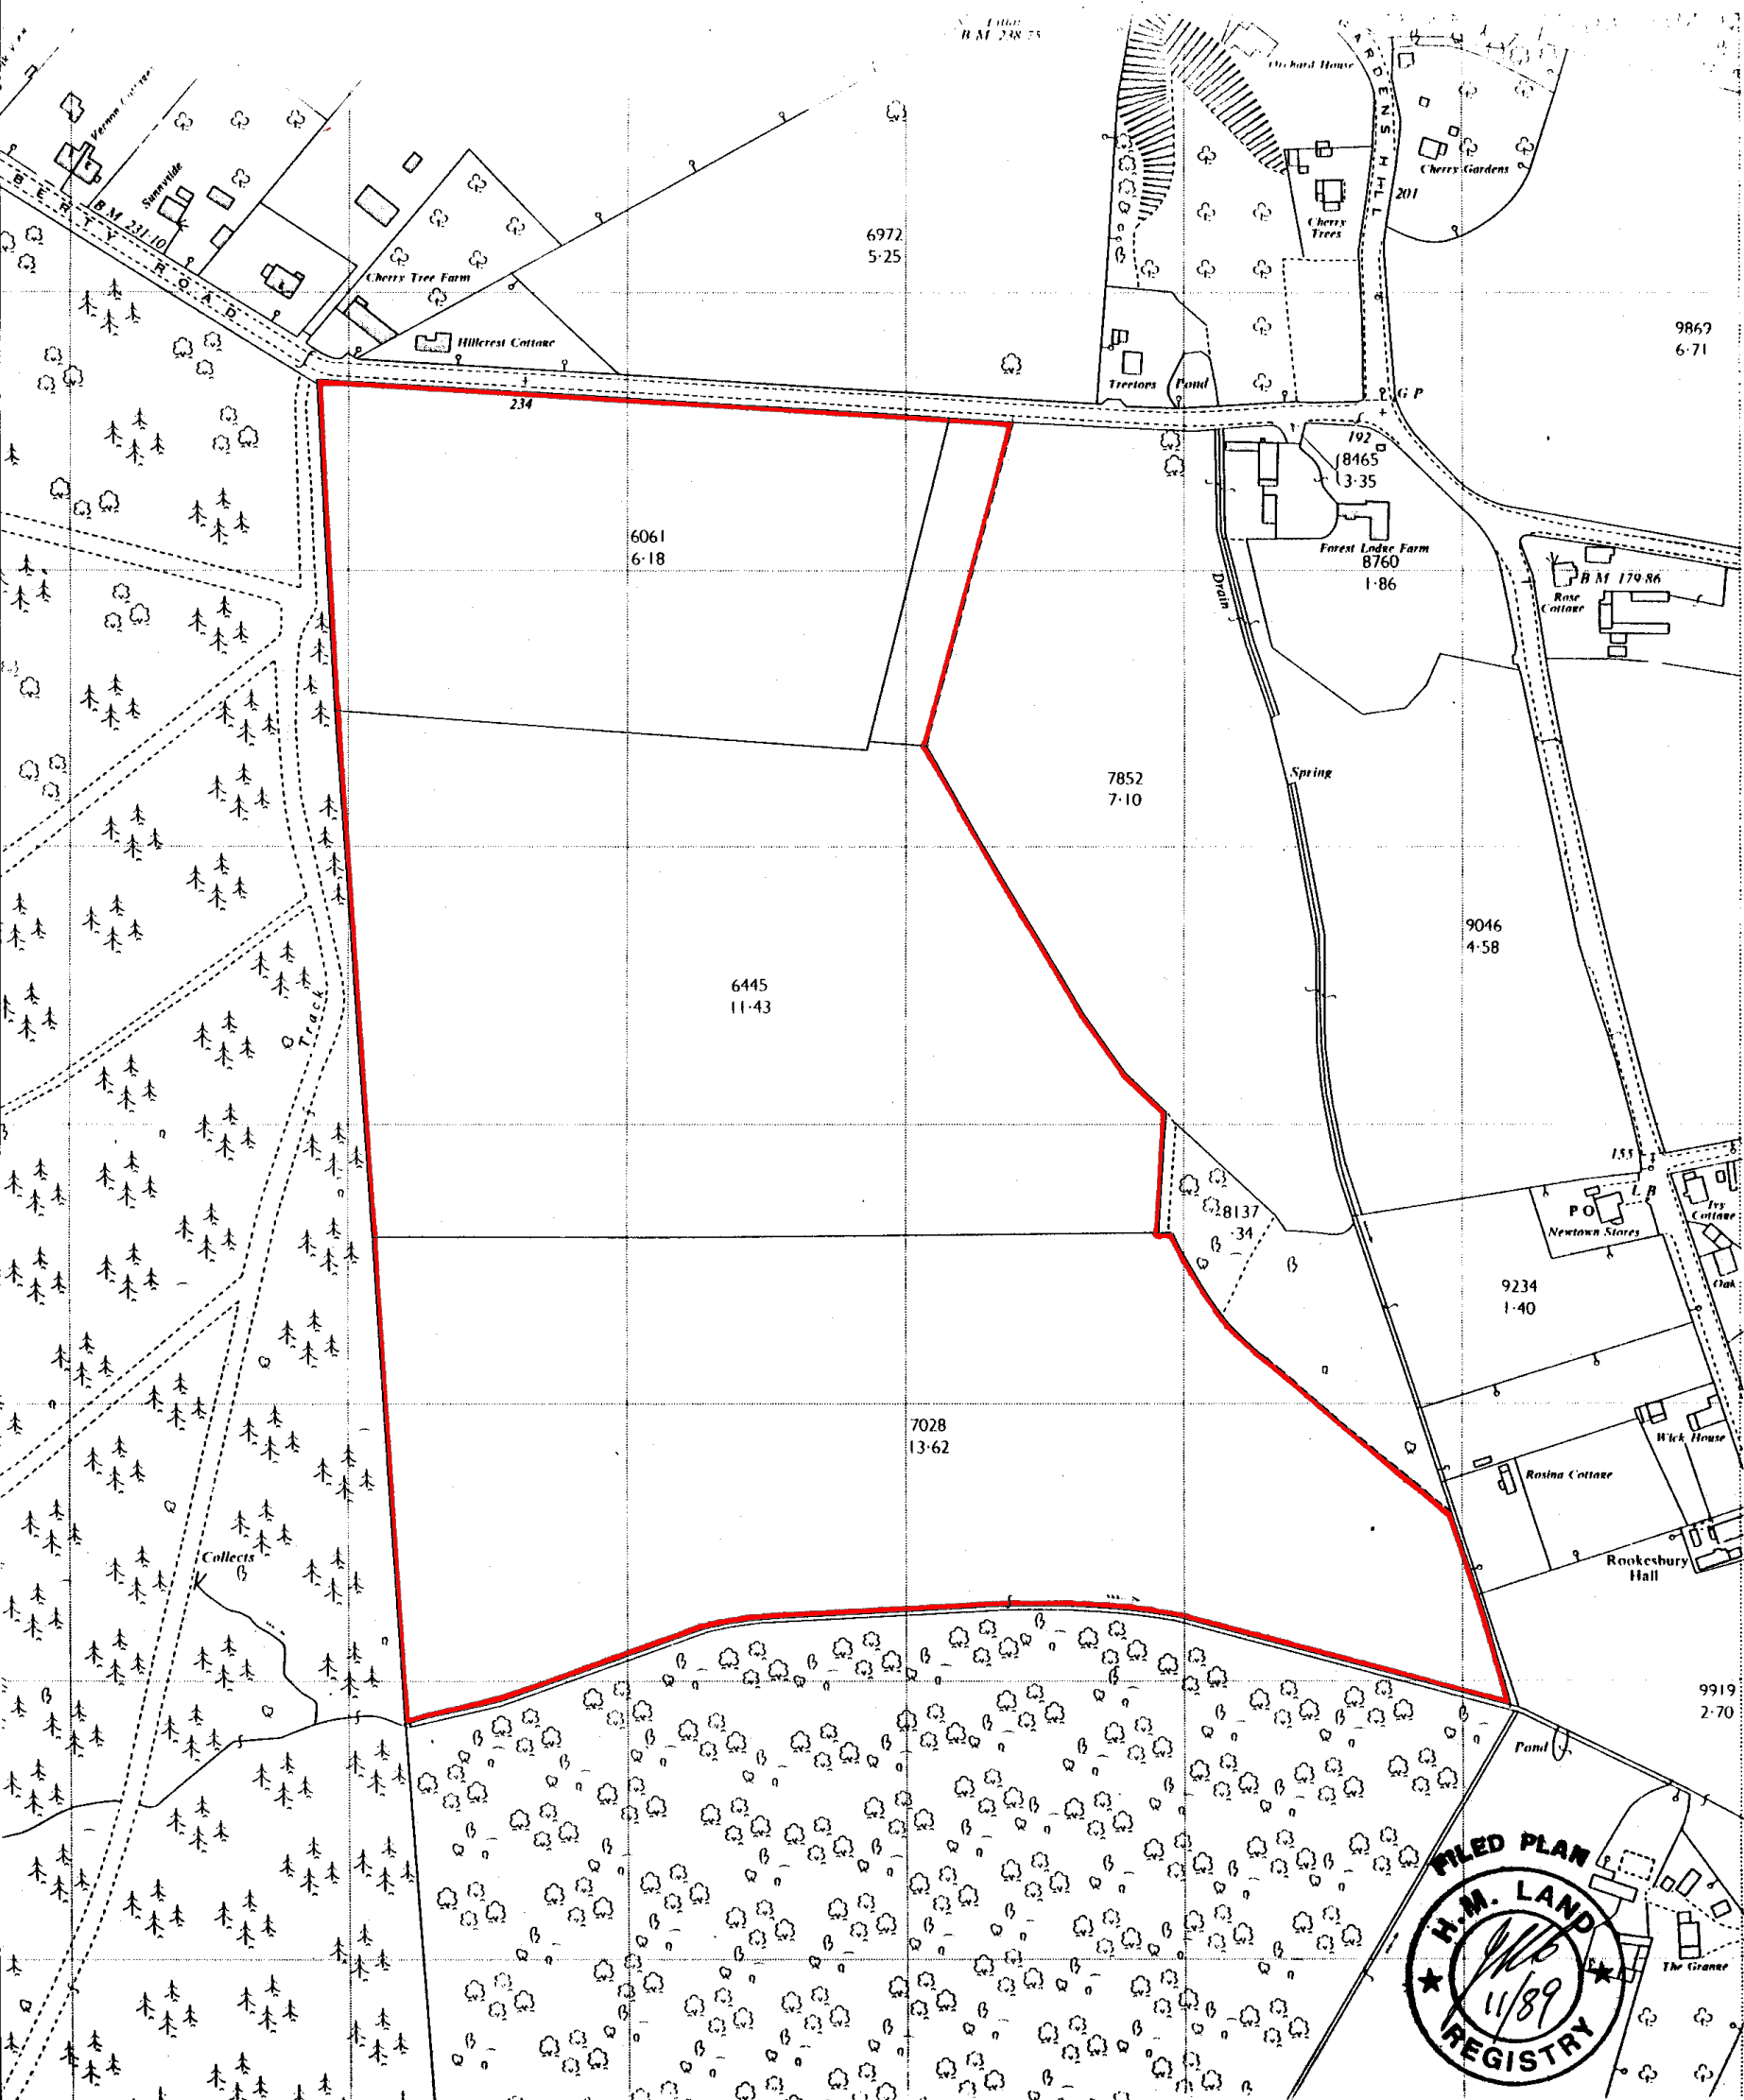 B M 238·75
Orchard House
ARDENS HILL
Vernon Cottage
Sunnytide
BERTY ROAD
B M 231·10
Cherry Gardens
201
Cherry
Trees
6972
5·25
Cherry Tree Farm
Hillcrest Cottage
9869
6·71
Treetops
Pond
G P
234
192
8465
3·35
6061
6·18
Forest Lodge Farm
8760
1·86
B M 179·86
Rose
Cottage
Drain
Spring
7852
7·10
9046
4·58
6445
11·43
Track
155
L B
P O
Newtown Stores
Ivy
Cottage
Oak
8137
·34
9234
1·40
7028
13·62
Wick House
Rosina Cottage
Collects
Rookesbury
Hall
9919
2·70
Pond
FILED PLAN
H.M. LAND
REGISTRY
11/89
The Grange